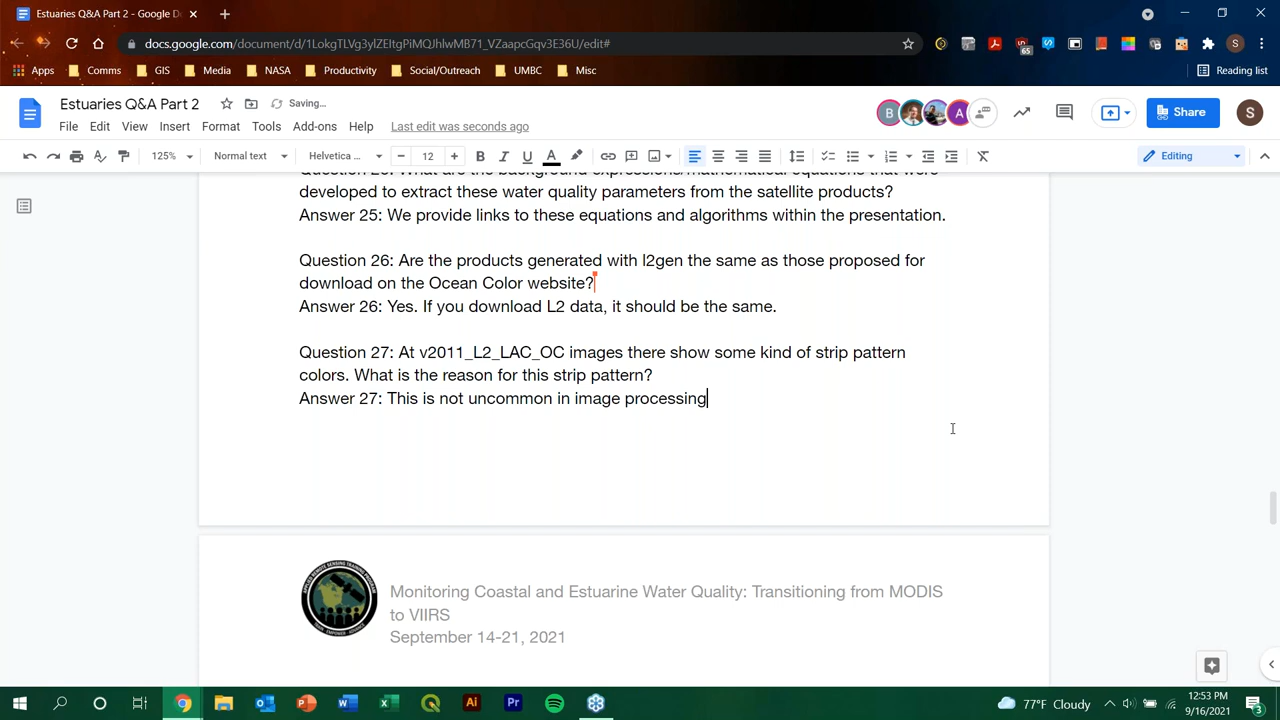 Estuaries Q&A Part 2 - Google D
docs.google.com/document/d/1LokgTLVg3ylZEItgPiMQJhlwMB71_VZaapcGqv3E36U/edit#
65
S
Apps Comms GIS Media NASA Productivity Social/Outreach UMBC Misc Reading list
Estuaries Q&A Part 2 Saving...
B A Share S
File Edit View Insert Format Tools Add-ons Help Last edit was seconds ago
125% Normal text Helvetica ... 12 B I U A Editing
developed to extract these water quality parameters from the satellite products?
Answer 25: We provide links to these equations and algorithms within the presentation.
Question 26: Are the products generated with l2gen the same as those proposed for
download on the Ocean Color website?
Answer 26: Yes. If you download L2 data, it should be the same.
Question 27: At v2011_L2_LAC_OC images there show some kind of strip pattern
colors. What is the reason for this strip pattern?
Answer 27: This is not uncommon in image processing
Monitoring Coastal and Estuarine Water Quality: Transitioning from MODIS
to VIIRS
September 14-21, 2021
77°F Cloudy
12:53 PM
9/16/2021
3